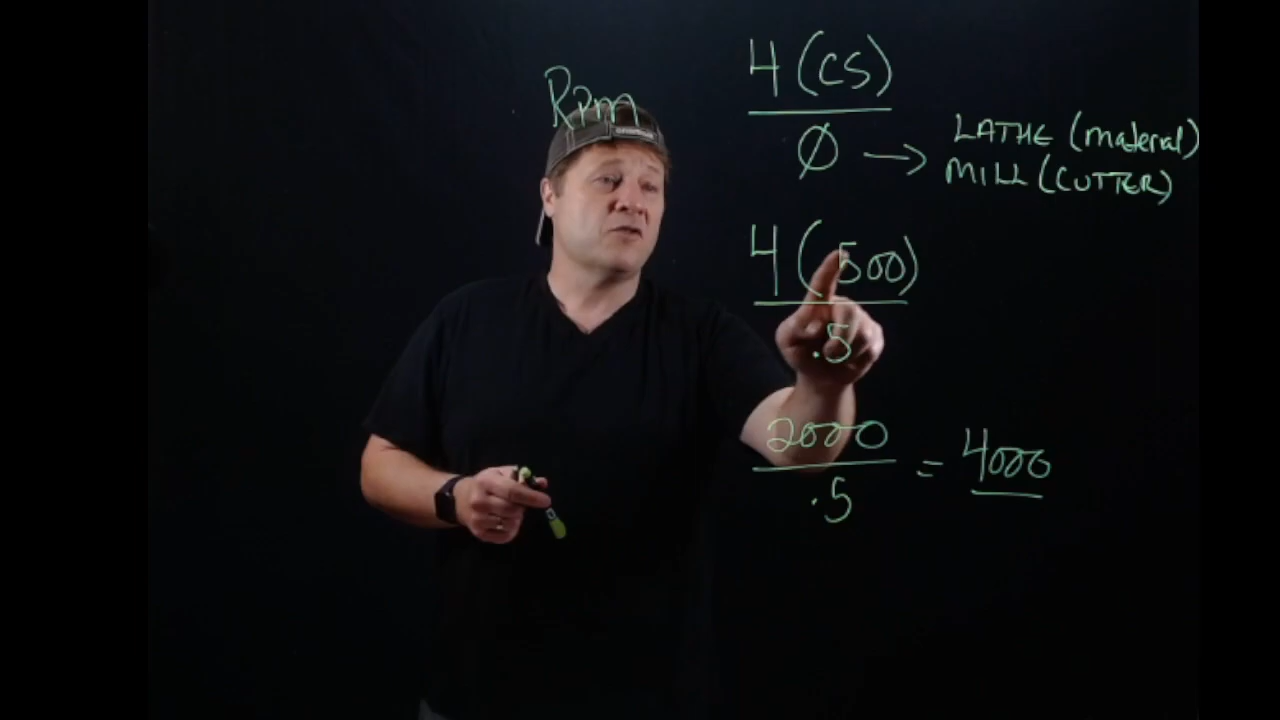 Rpm
4 (CS)
Ø → LATHE (material)
MILL (CUTTER)
4 (500)
.5
2000
.5
= 4000